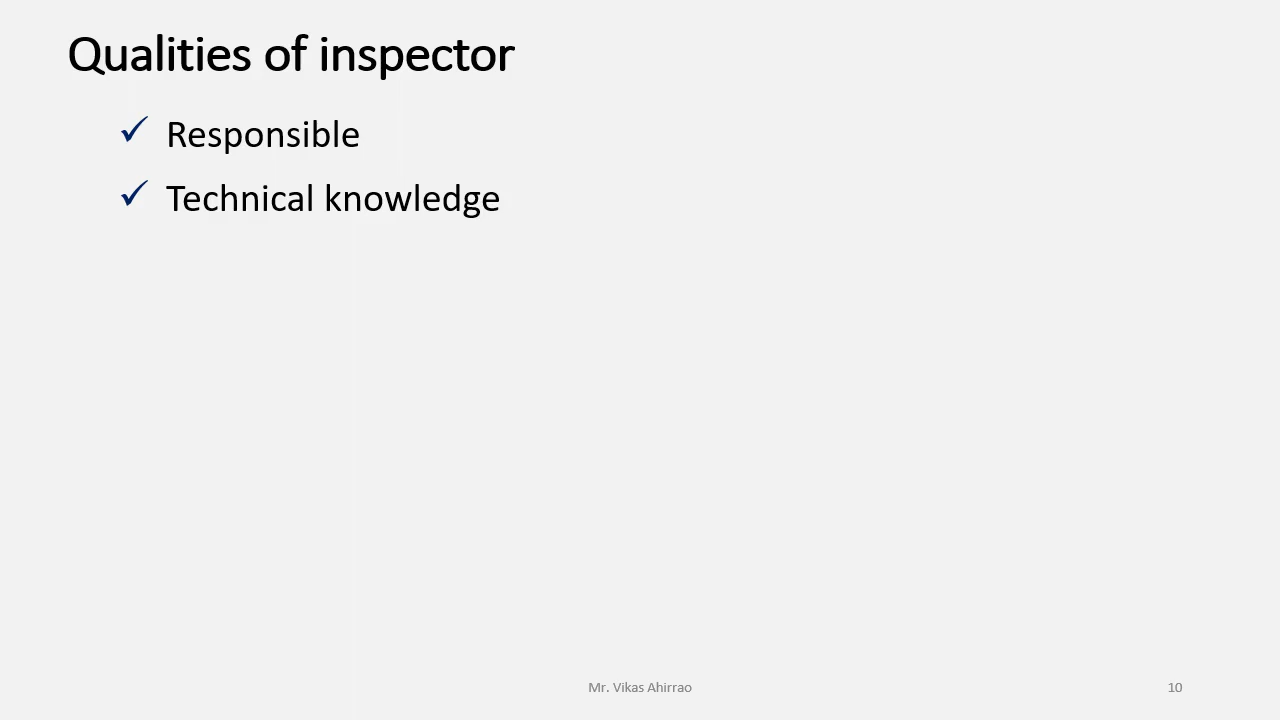 Qualities of inspector
✓ Responsible
✓ Technical knowledge
Mr. Vikas Ahirrao
10